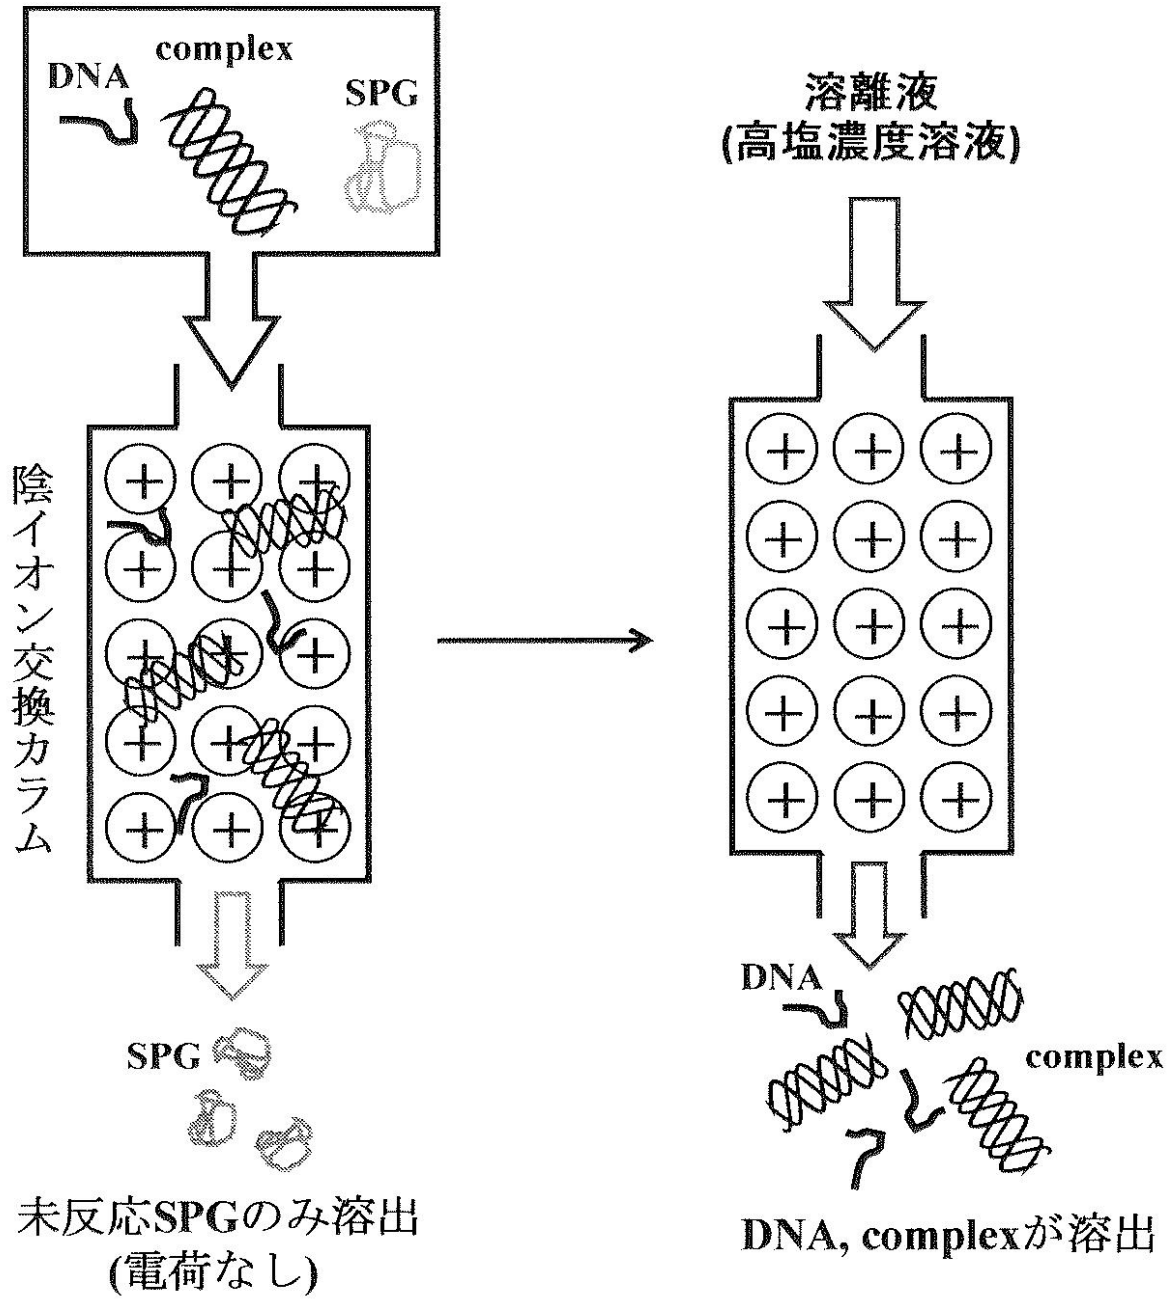 complex
DNA
SPG
溶離液
(高塩濃度溶液)
陰イオン交換カラム
SPG
未反応SPGのみ溶出
(電荷なし)
DNA
complex
DNA, complexが溶出